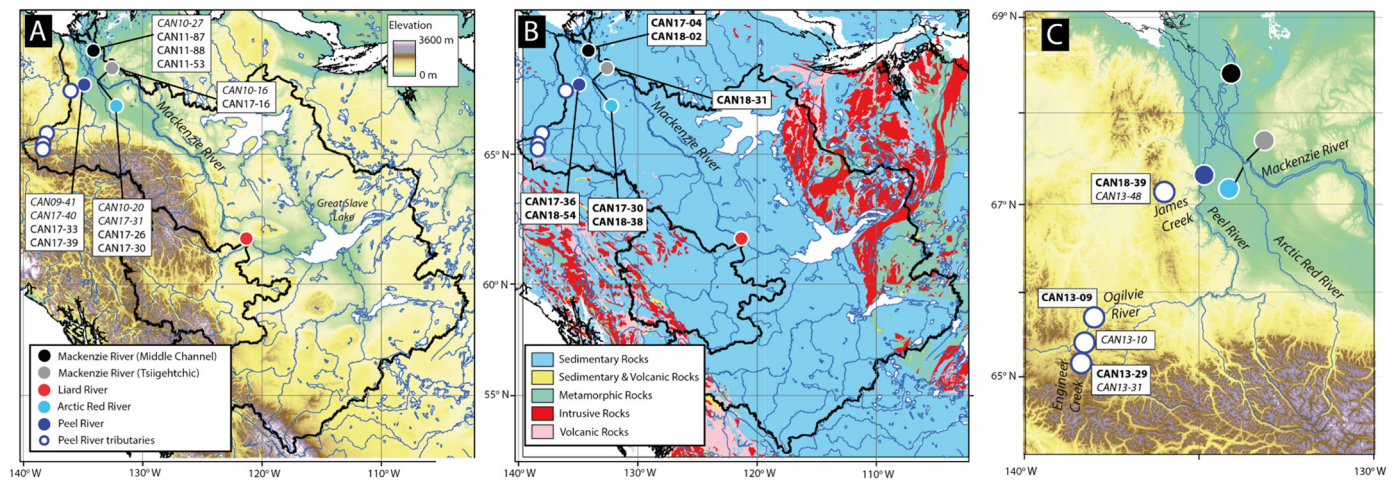 A
CAN10-27
CAN11-87
CAN11-88
CAN11-53
Elevation
3600 m
0 m
CAN10-16
CAN17-16
Mackenzie River
Great Slave
Lake
CAN09-41
CAN17-40
CAN17-33
CAN17-39
CAN10-20
CAN17-31
CAN17-26
CAN17-30
65°N
60°N
55°N
Mackenzie River (Middle Channel)
Mackenzie River (Tsiigehtchic)
Liard River
Arctic Red River
Peel River
Peel River tributaries
140°W
130°W
120°W
110°W
B
CAN17-04
CAN18-02
CAN18-31
Mackenzie River
CAN17-36
CAN18-54
CAN17-30
CAN18-38
65°N
60°N
55°N
Sedimentary Rocks
Sedimentary & Volcanic Rocks
Metamorphic Rocks
Intrusive Rocks
Volcanic Rocks
140°W
130°W
120°W
110°W
C
69°N
67°N
65°N
Mackenzie River
CAN18-39
CAN13-48
James
Creek
Peel River
Arctic Red River
CAN13-09
Ogilvie
River
CAN13-10
CAN13-29
CAN13-31
Engineer
Creek
140°W
130°W